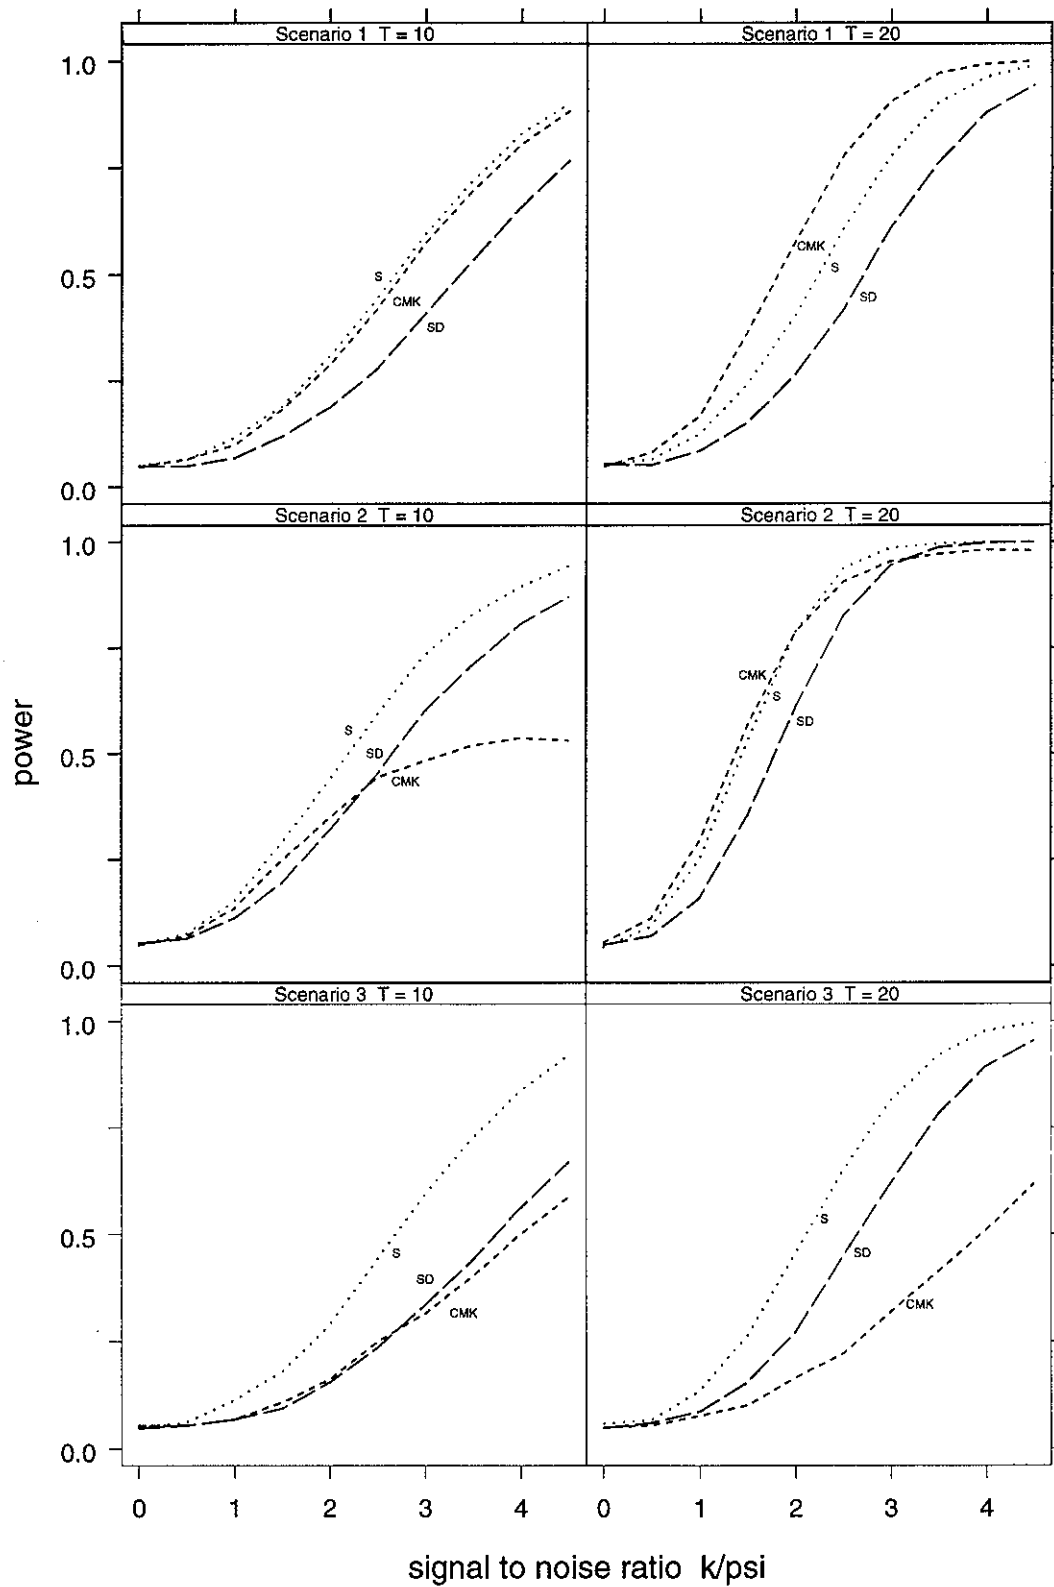 Scenario 1 T = 10
Scenario 1 T = 20
1.0
0.5
0.0
S
CMK
SD
CMK
S
SD
Scenario 2 T = 10
Scenario 2 T = 20
1.0
0.5
0.0
S
SD
CMK
CMK
S
SD
Scenario 3 T = 10
Scenario 3 T = 20
1.0
0.5
0.0
S
SD
CMK
S
SD
CMK
power
0 1 2 3 4
0 1 2 3 4
signal to noise ratio k/psi